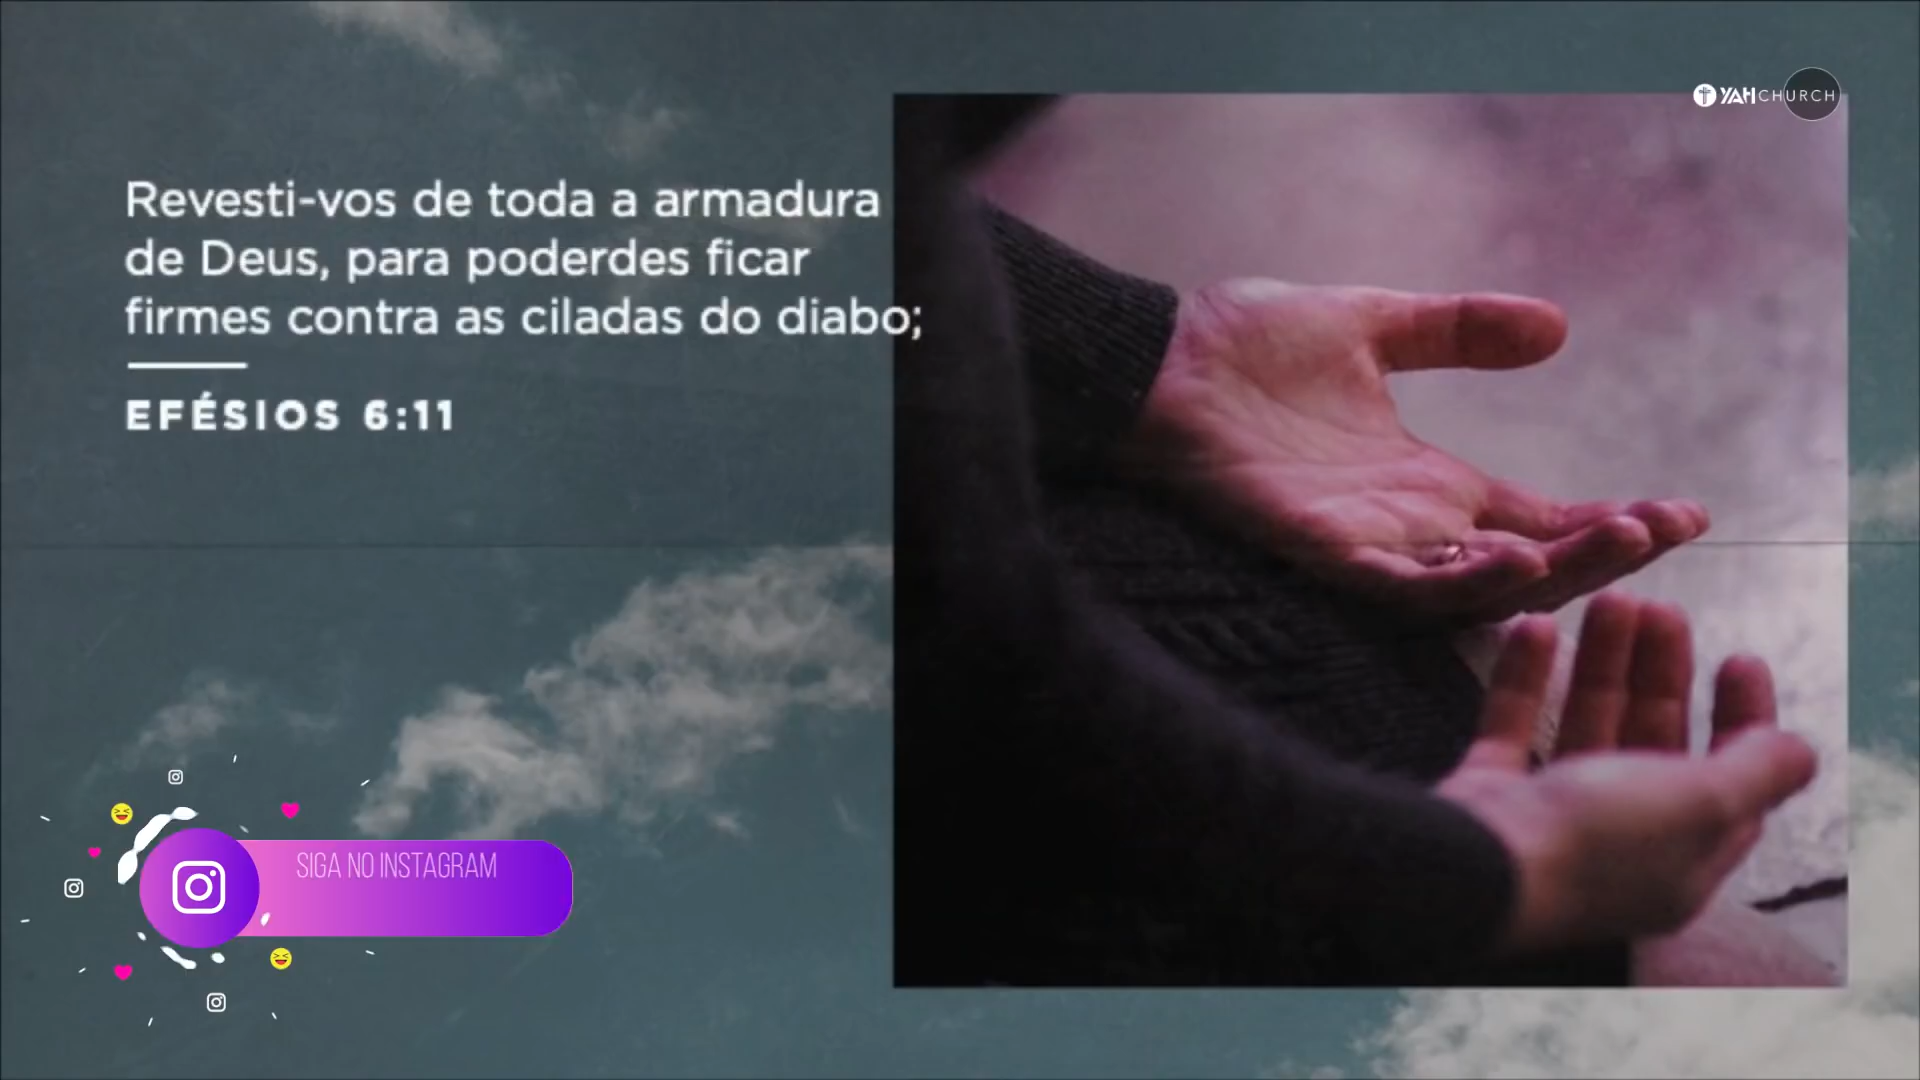 YAHCHURCH
Revesti-vos de toda a armadura
de Deus, para poderdes ficar
firmes contra as ciladas do diabo;
EFÉSIOS 6:11
SIGA NO INSTAGRAM